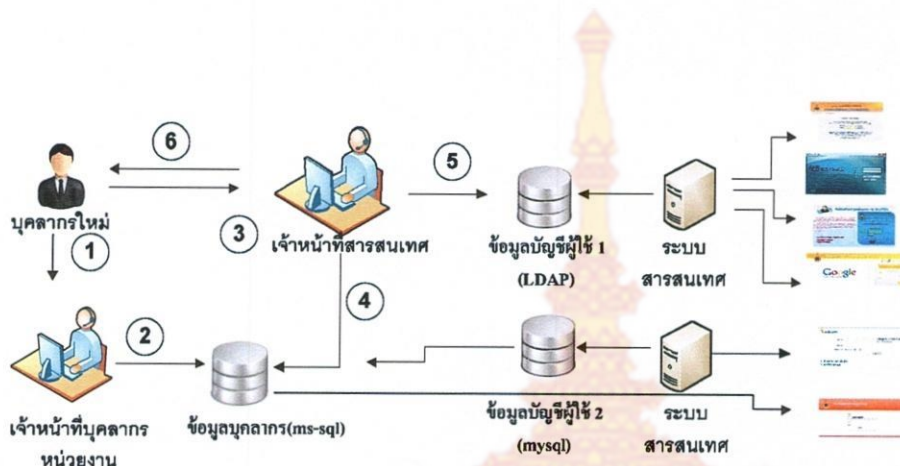 6
5
บุคลากรใหม่
3
เจ้าหน้าที่สารสนเทศ
ข้อมูลบัญชีผู้ใช้ 1
(LDAP)
ระบบ
สารสนเทศ
Google
1
4
2
เจ้าหน้าที่บุคลากร
หน่วยงาน
ข้อมูลบุคลากร(ms-sql)
ข้อมูลบัญชีผู้ใช้ 2
(mysql)
ระบบ
สารสนเทศ